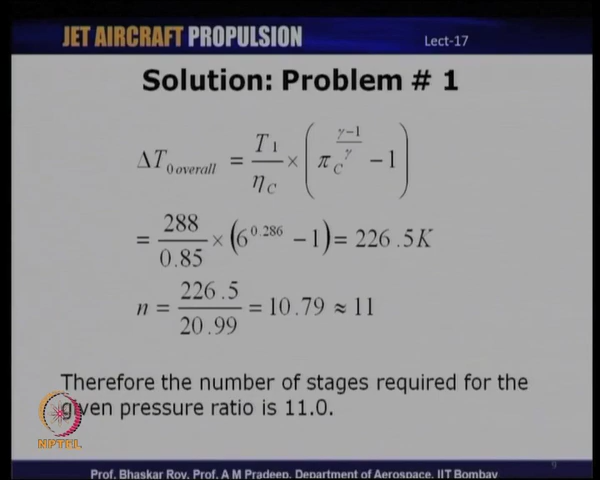 JET AIRCRAFT PROPULSION Lect-17
Solution: Problem # 1
ΔT₀ overall = T₁/η_C × (π_C^((γ−1)/γ) − 1)
= 288/0.85 × (6^0.286 − 1) = 226.5K
n = 226.5/20.99 = 10.79 ≈ 11
Therefore the number of stages required for the
given pressure ratio is 11.0.
NPTEL
9
Prof. Bhaskar Roy, Prof. A M Pradeep, Department of Aerospace, IIT Bombay